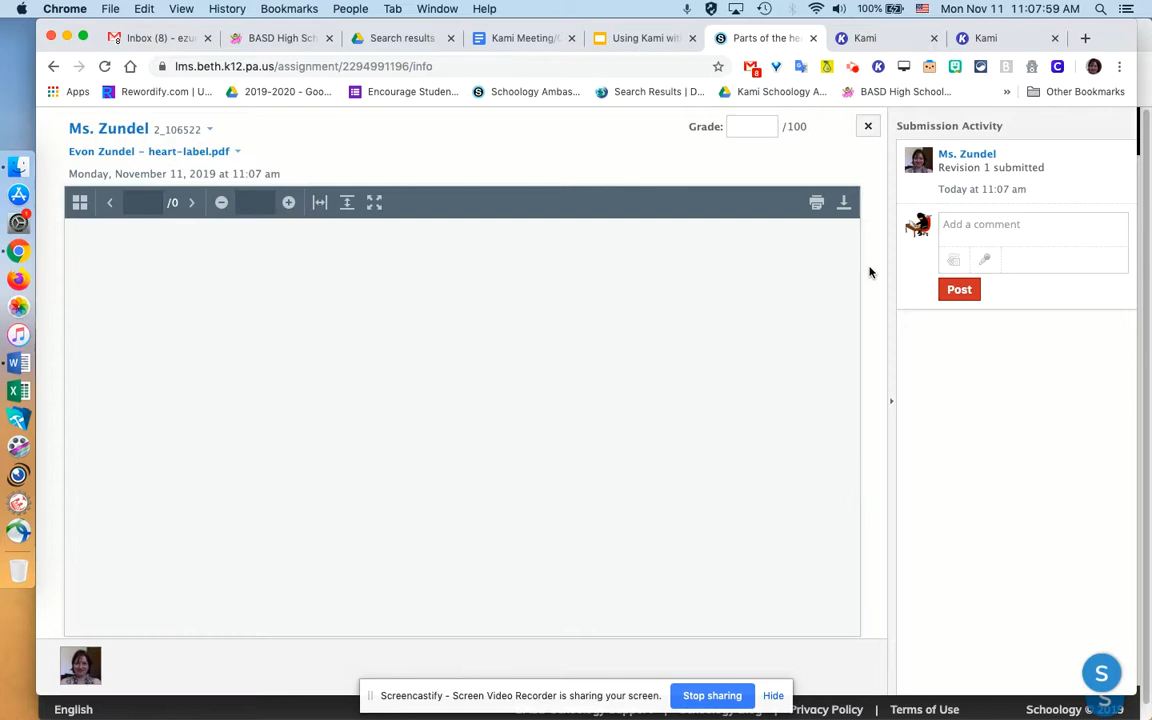 Chrome File Edit View History Bookmarks People Tab Window Help 100% Mon Nov 11 11:07:59 AM
Inbox (8) - ezu BASD High Sch Search results Kami Meeting/C Using Kami with Parts of the hea Kami Kami
lms.beth.k12.pa.us/assignment/2294991196/info
Apps Rewordify.com | U... 2019-2020 - Goo... Encourage Studen... Schoology Ambas... Search Results | D... Kami Schoology A... BASD High School... » Other Bookmarks
Ms. Zundel 2_106522
Grade: /100
Evon Zundel - heart-label.pdf
Monday, November 11, 2019 at 11:07 am
/0
Submission Activity
Ms. Zundel
Revision 1 submitted
Today at 11:07 am
Add a comment
Post
Screencastify - Screen Video Recorder is sharing your screen. Stop sharing Hide
English Privacy Policy Terms of Use Schoology © 2019